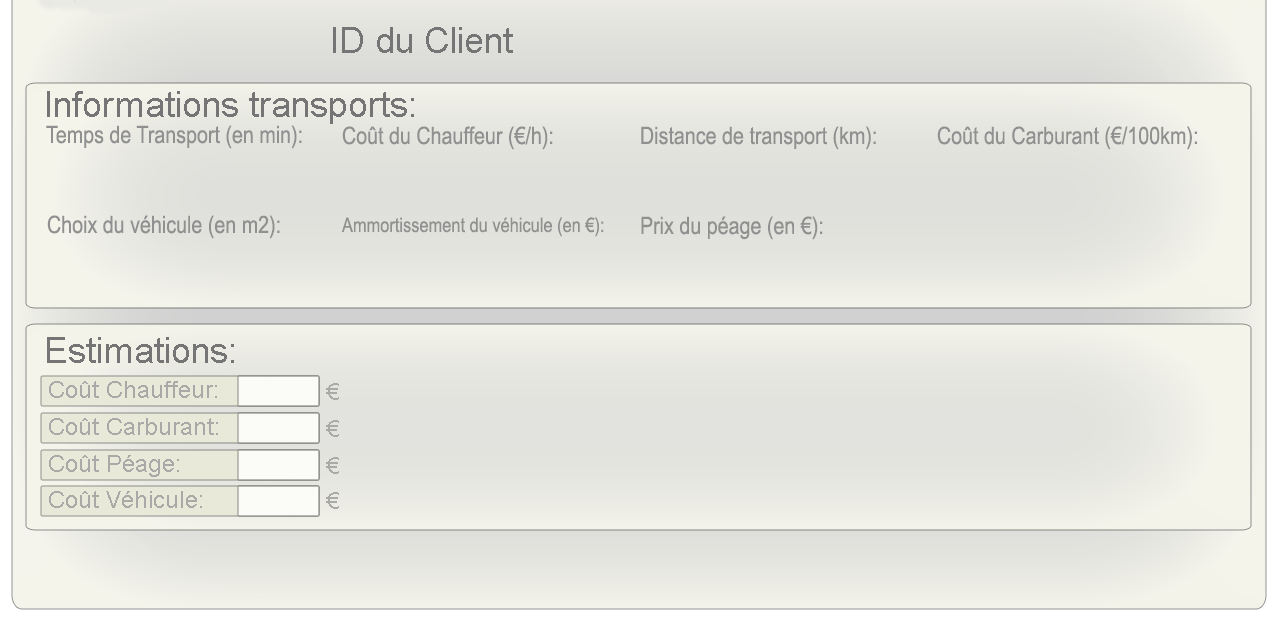 ID du Client
Informations transports:
Temps de Transport (en min): Coût du Chauffeur (€/h): Distance de transport (km): Coût du Carburant (€/100km):
Choix du véhicule (en m2): Ammortissement du véhicule (en €): Prix du péage (en €):
Estimations:
Coût Chauffeur: €
Coût Carburant: €
Coût Péage: €
Coût Véhicule: €